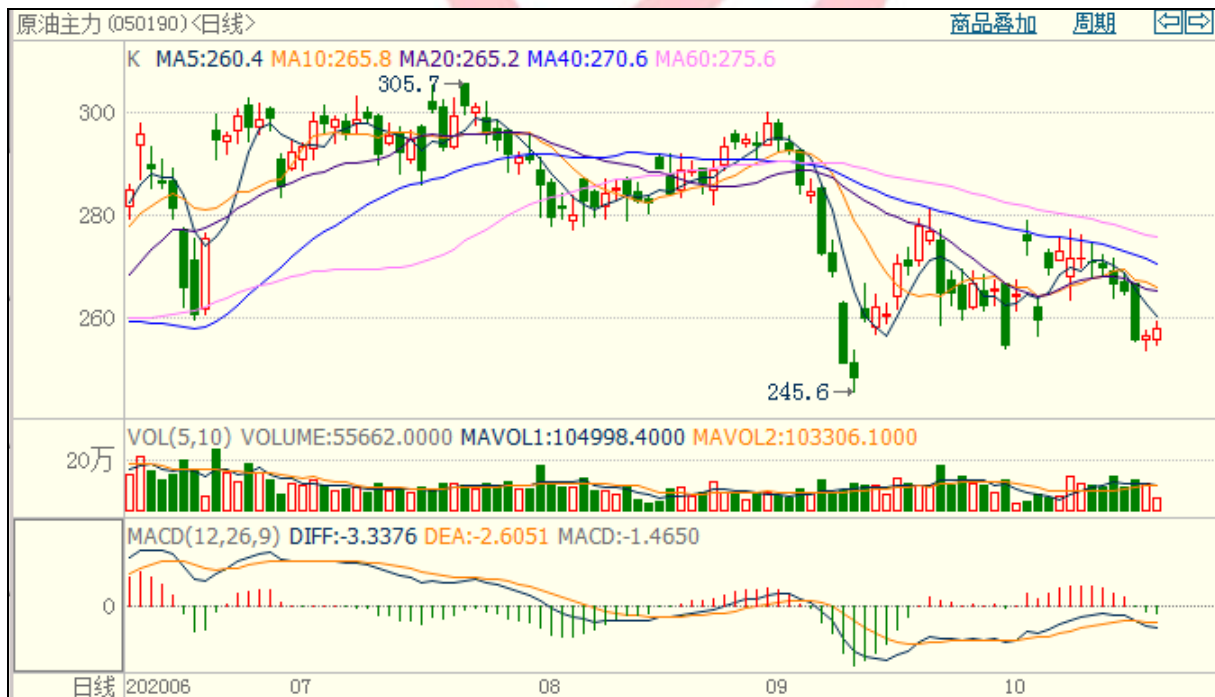 原油主力(050190)<日线> 商品叠加 周期
K MA5:260.4 MA10:265.8 MA20:265.2 MA40:270.6 MA60:275.6
305.7
300
280
260
245.6
VOL(5,10) VOLUME:55662.0000 MAVOL1:104998.4000 MAVOL2:103306.1000
20万
MACD(12,26,9) DIFF:-3.3376 DEA:-2.6051 MACD:-1.4650
0
日线 202006 07 08 09 10